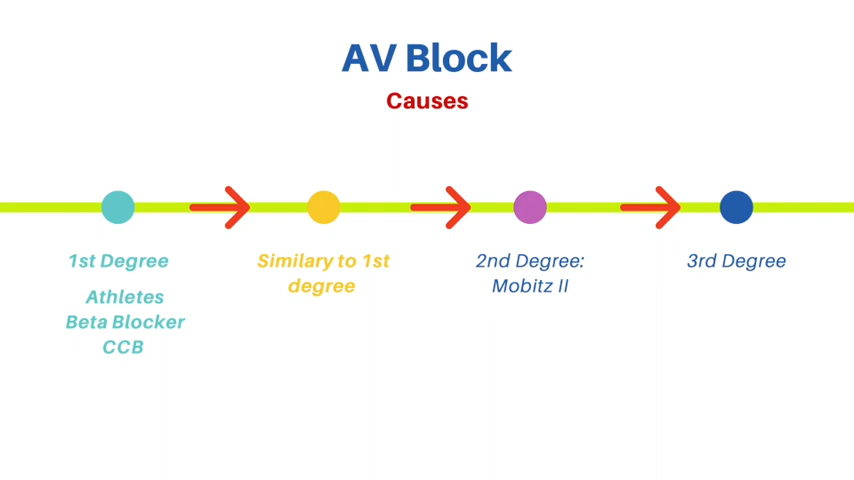 AV Block
Causes
1st Degree
Athletes
Beta Blocker
CCB
Similary to 1st
degree
2nd Degree:
Mobitz II
3rd Degree